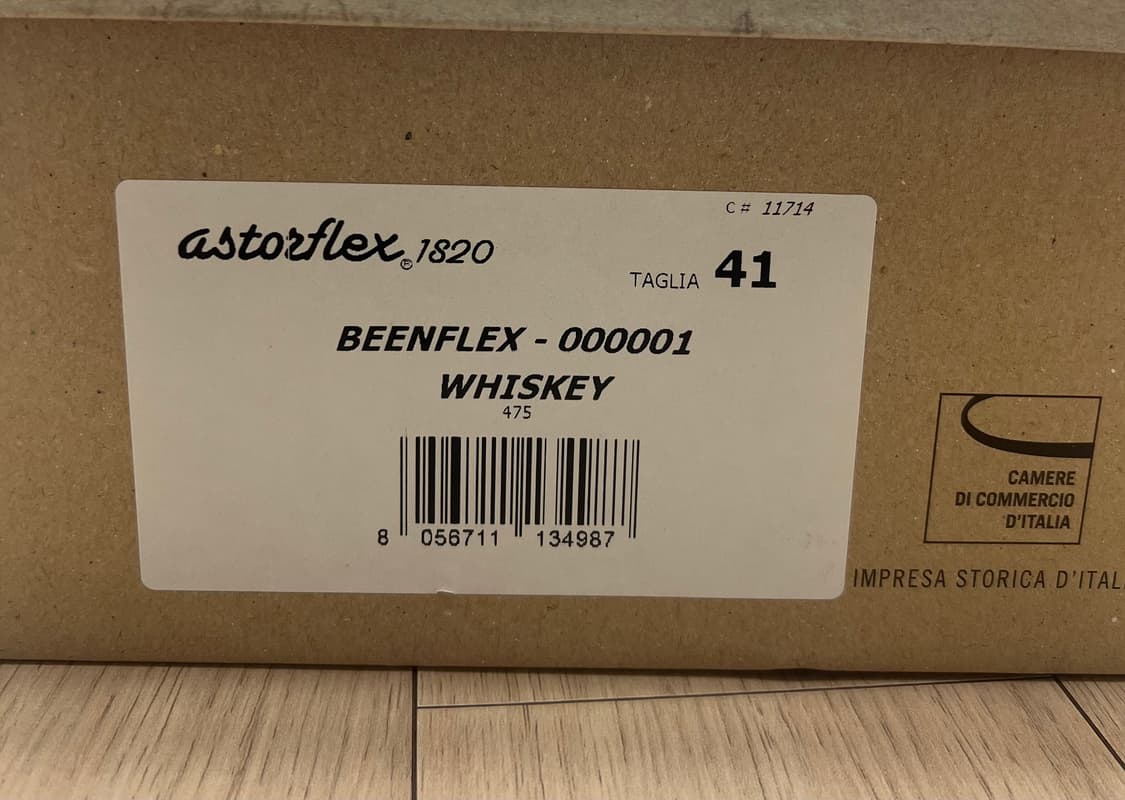 C# 11714
astorflex® 1820
TAGLIA 41
BEENFLEX - 000001
WHISKEY
475
8 056711 134987
CAMERE
DI COMMERCIO
D'ITALIA
IMPRESA STORICA D'ITAL